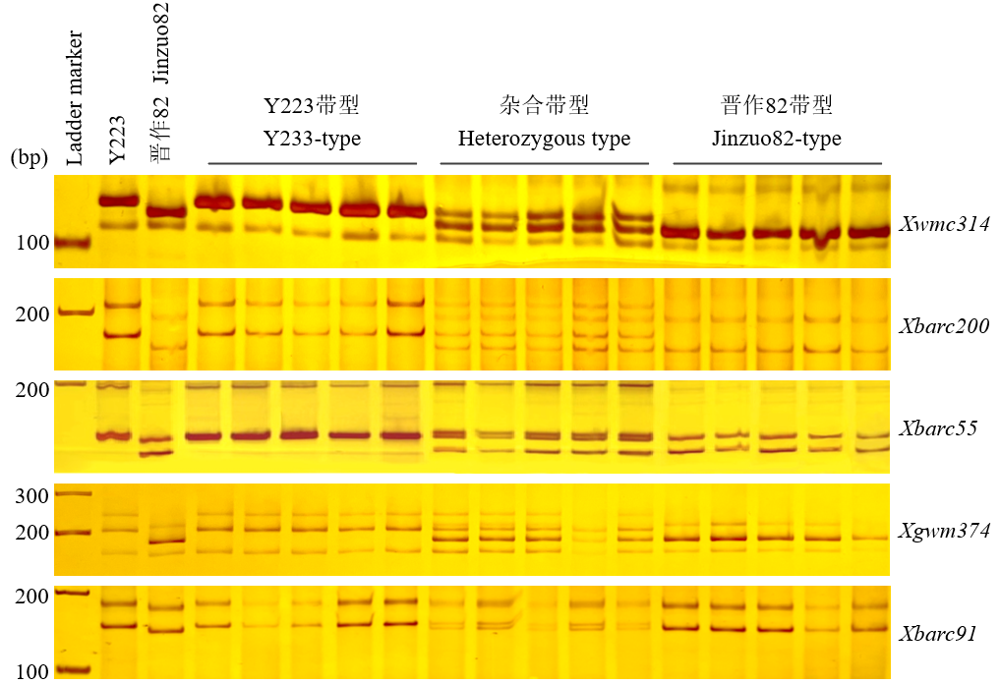 Ladder marker
Y223
晋作82 Jinzuo82
Y223带型
Y233-type
杂合带型
Heterozygous type
晋作82带型
Jinzuo82-type
(bp)
100
Xwmc314
200
Xbarc200
200
Xbarc55
300
200
Xgwm374
200
100
Xbarc91